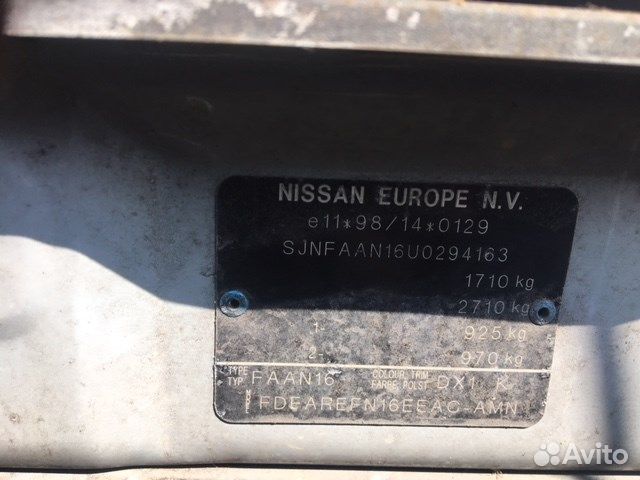 NISSAN EUROPE N.V.
e11*98/14*0129
SJNFAAN16U0294163
1710 kg
2710 kg
1- 925 kg
2- 970 kg
TYPE TYP FAAN16 COLOUR, TRIM FARBE, POLST DX1 K
FDEAREFN16EEAC-AMN
Avito